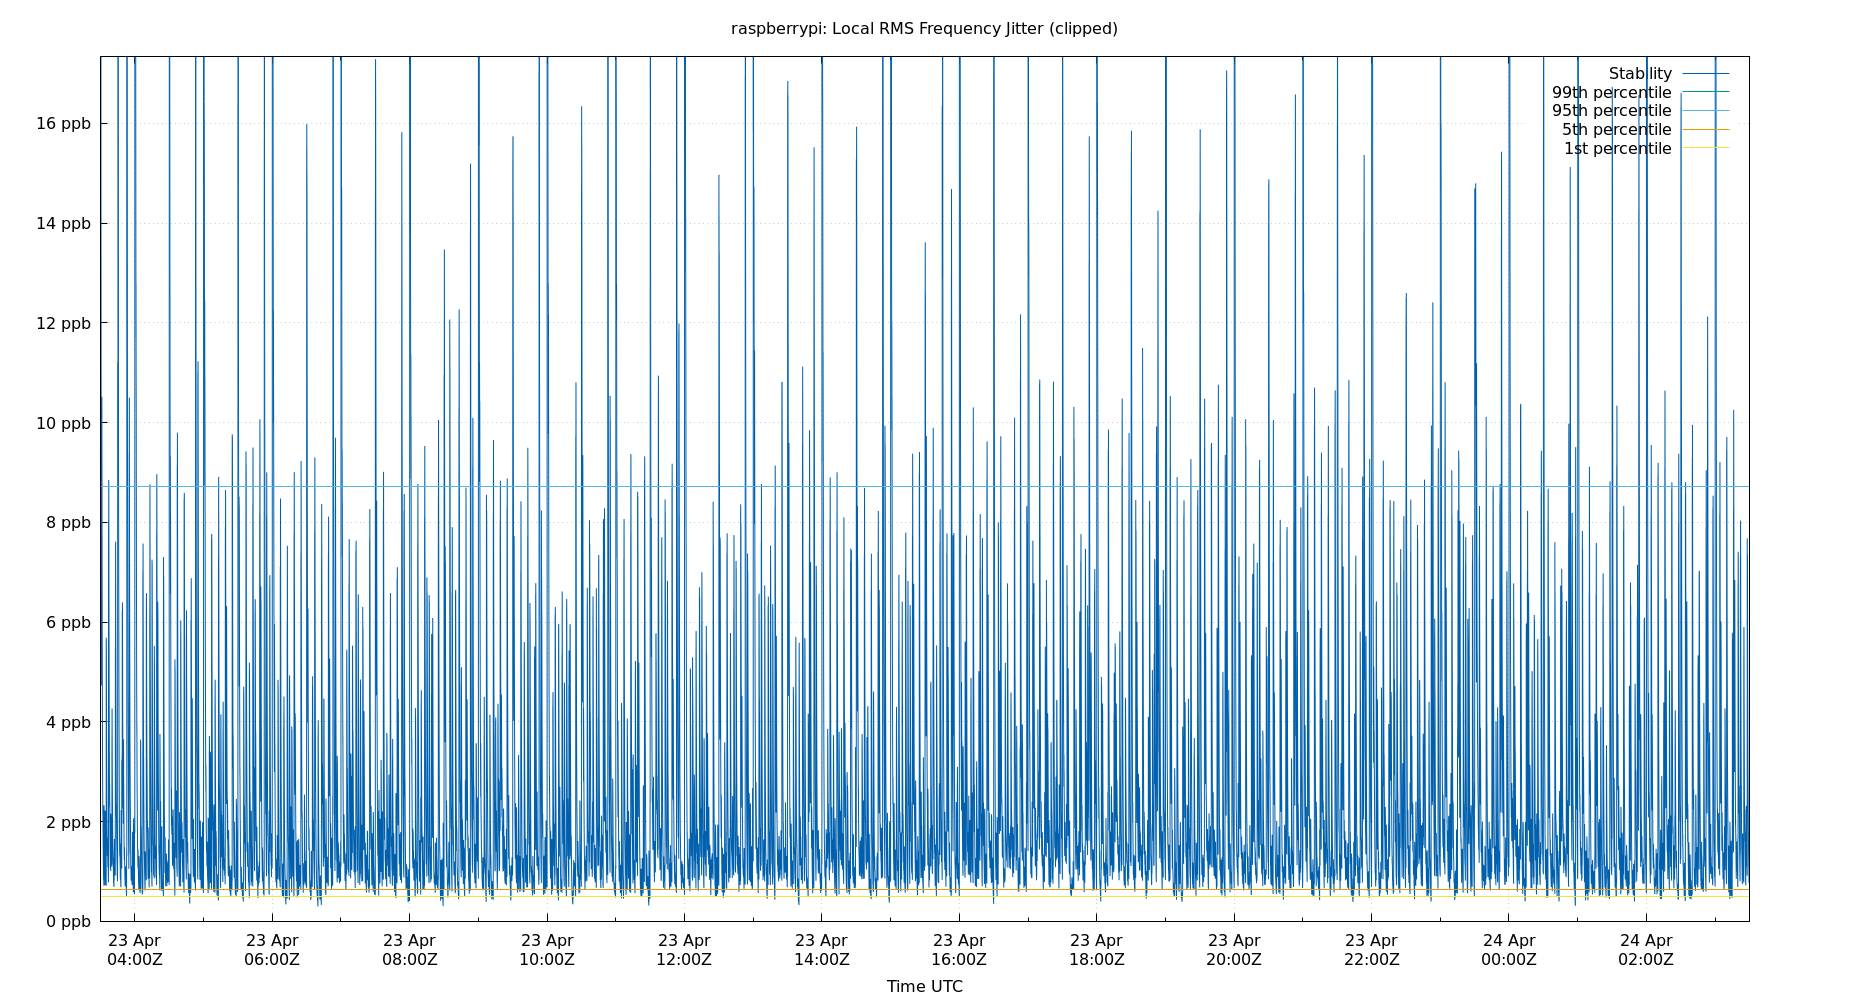 raspberrypi: Local RMS Frequency Jitter (clipped)
Stability
99th percentile
95th percentile
5th percentile
1st percentile
16 ppb
14 ppb
12 ppb
10 ppb
8 ppb
6 ppb
4 ppb
2 ppb
0 ppb
23 Apr 23 Apr 23 Apr 23 Apr 23 Apr 23 Apr 23 Apr 23 Apr 23 Apr 23 Apr 24 Apr 24 Apr
04:00Z 06:00Z 08:00Z 10:00Z 12:00Z 14:00Z 16:00Z 18:00Z 20:00Z 22:00Z 00:00Z 02:00Z
Time UTC